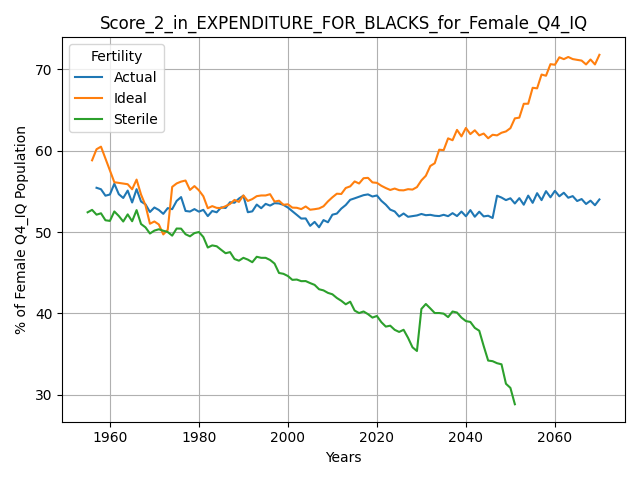 Score_2_in_EXPENDITURE_FOR_BLACKS_for_Female_Q4_IQ
Fertility
Actual
Ideal
Sterile
% of Female Q4_IQ Population
70
60
50
40
30
1960
1980
2000
2020
2040
2060
Years